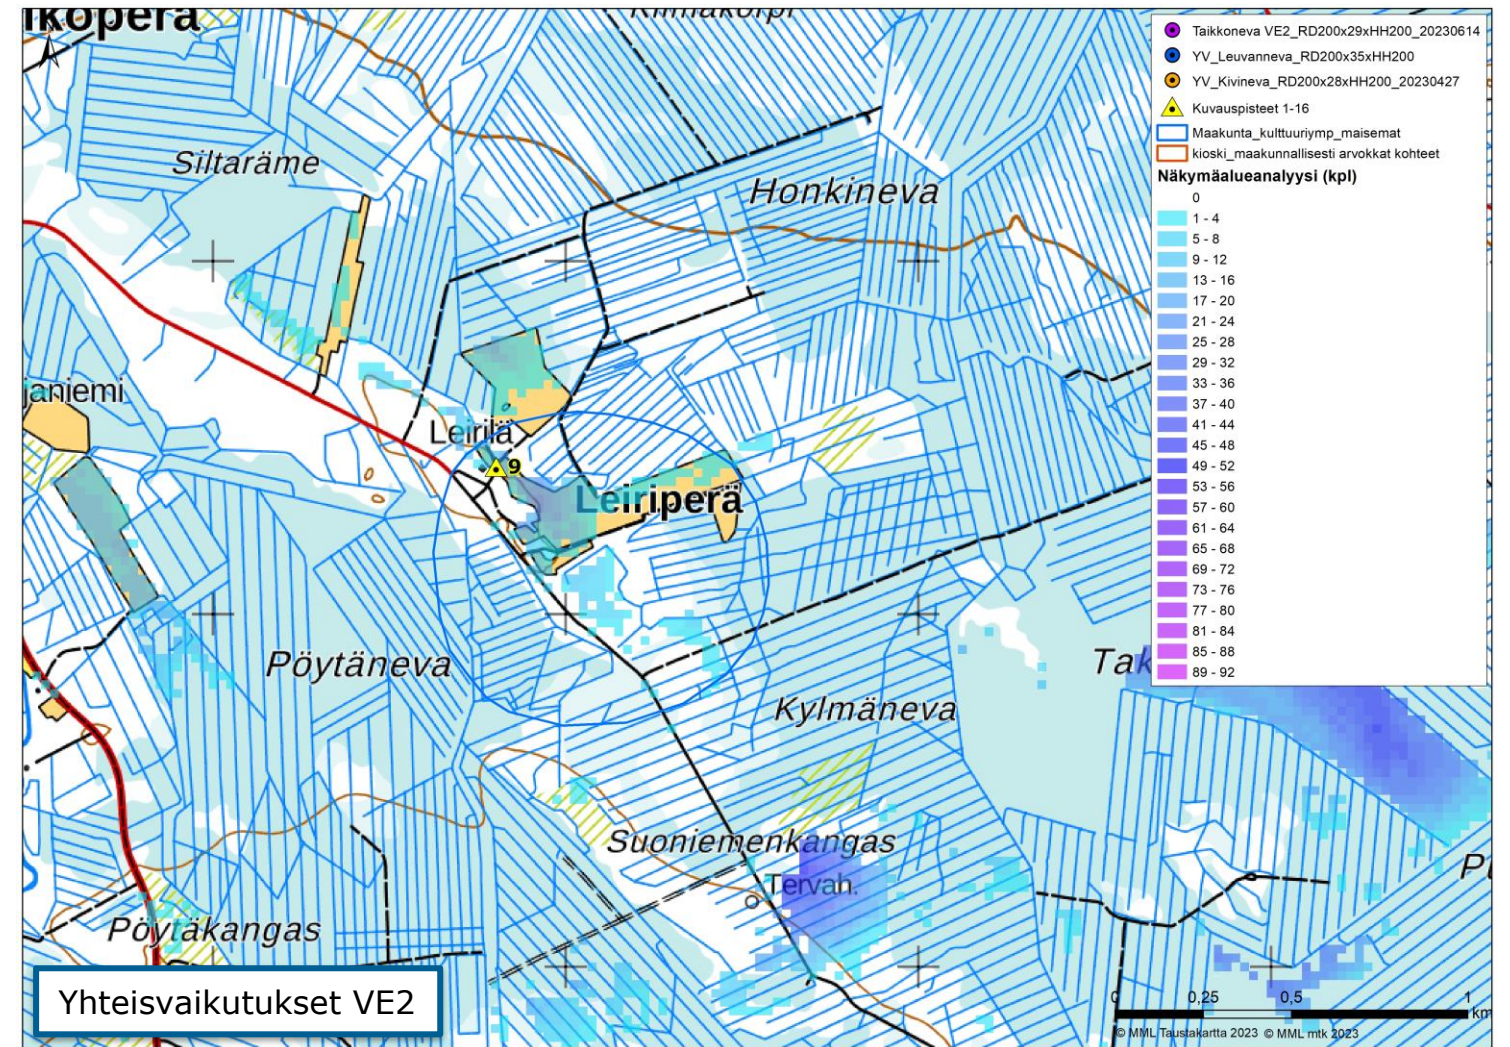 Taikkoneva VE2_RD200x29xHH200_20230614
YV_Leuvanneva_RD200x35xHH200
YV_Kivineva_RD200x28xHH200_20230427
Kuvauspisteet 1-16
Maakunta_kulttuuriymp_maisemat
kioski_maakunnallisesti arvokkat kohteet
Näkymäalueanalyysi (kpl)
0
1 - 4
5 - 8
9 - 12
13 - 16
17 - 20
21 - 24
25 - 28
29 - 32
33 - 36
37 - 40
41 - 44
45 - 48
49 - 52
53 - 56
57 - 60
61 - 64
65 - 68
69 - 72
73 - 76
77 - 80
81 - 84
85 - 88
89 - 92
Siltaräme
Honkineva
janiemi
Leirilä
9
Leiriperä
Pöytäneva
Tak
Kylmäneva
Suoniemenkangas
Tervah.
Pöytäkangas
Yhteisvaikutukset VE2
0 0,25 0,5 1
km
© MML Taustakartta 2023 © MML mtk 2023